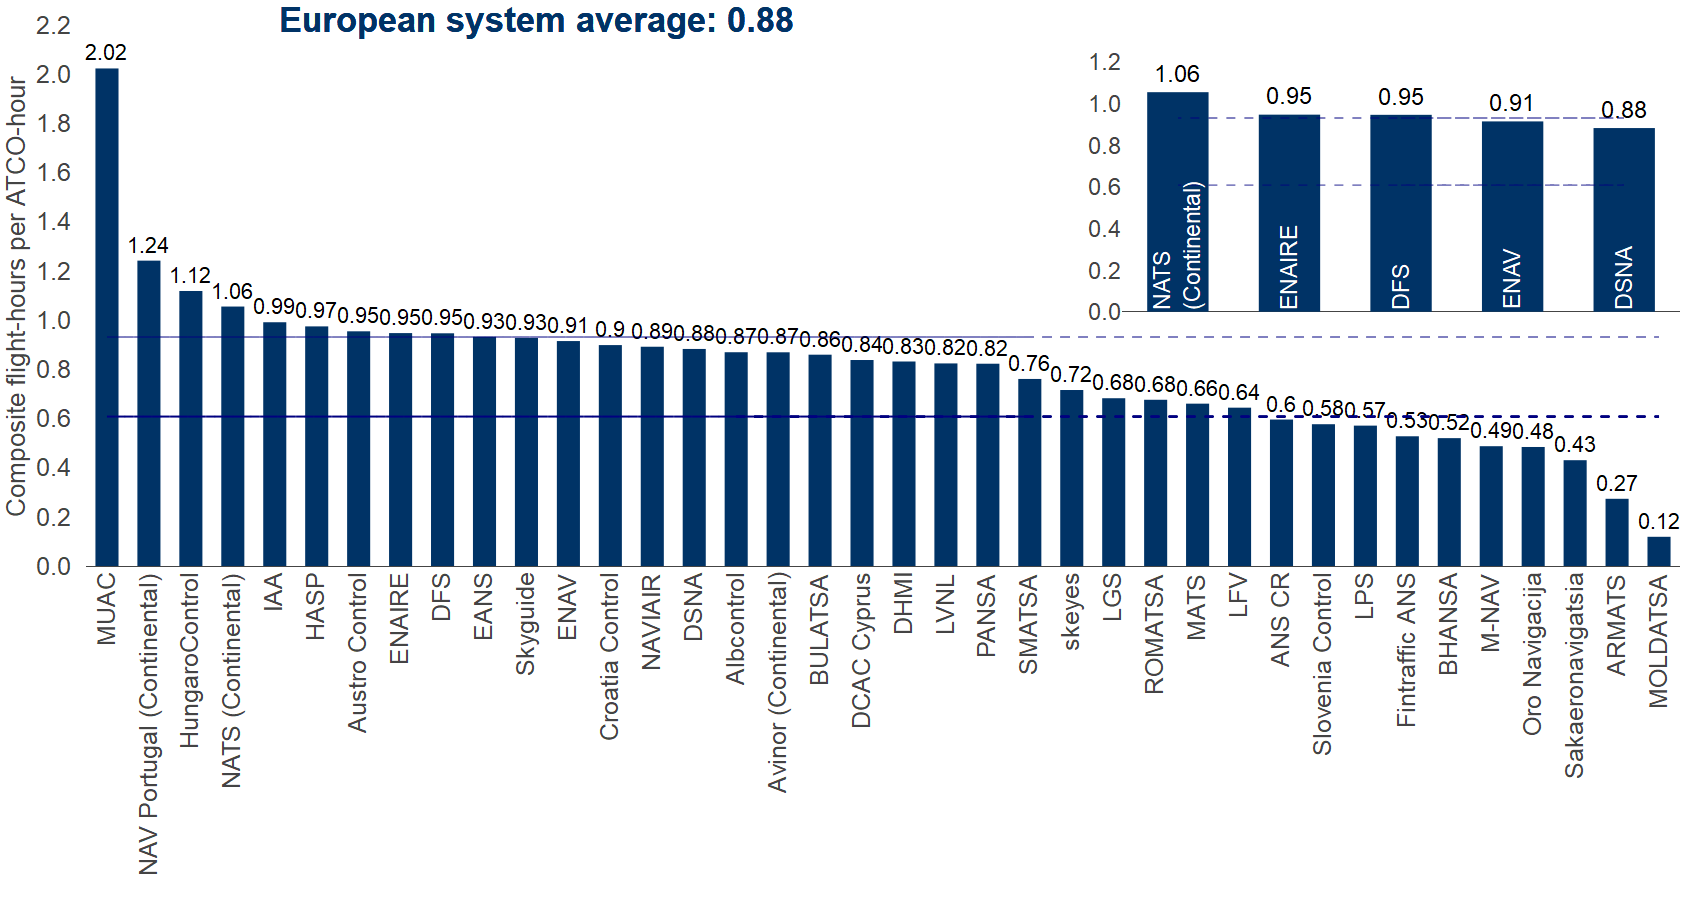 European system average: 0.88
Composite flight-hours per ATCO-hour
2.2
2.0
1.8
1.6
1.4
1.2
1.0
0.8
0.6
0.4
0.2
0.0
2.02
1.24
1.12
1.06
0.99
0.97
0.95
0.95
0.95
0.93
0.93
0.91
0.9
0.89
0.88
0.87
0.87
0.86
0.84
0.83
0.82
0.82
0.76
0.72
0.68
0.68
0.66
0.64
0.6
0.58
0.57
0.53
0.52
0.49
0.48
0.43
0.27
0.12
MUAC
NAV Portugal (Continental)
HungaroControl
NATS (Continental)
IAA
HASP
Austro Control
ENAIRE
DFS
EANS
Skyguide
ENAV
Croatia Control
NAVIAIR
DSNA
Albcontrol
Avinor (Continental)
BULATSA
DCAC Cyprus
DHMI
LVNL
PANSA
SMATSA
skeyes
LGS
ROMATSA
MATS
LFV
ANS CR
Slovenia Control
LPS
Fintraffic ANS
BHANSA
M-NAV
Oro Navigacija
Sakaeronavigatsia
ARMATS
MOLDATSA
1.2
1.0
0.8
0.6
0.4
0.2
0.0
1.06
0.95
0.95
0.91
0.88
NATS
(Continental)
ENAIRE
DFS
ENAV
DSNA